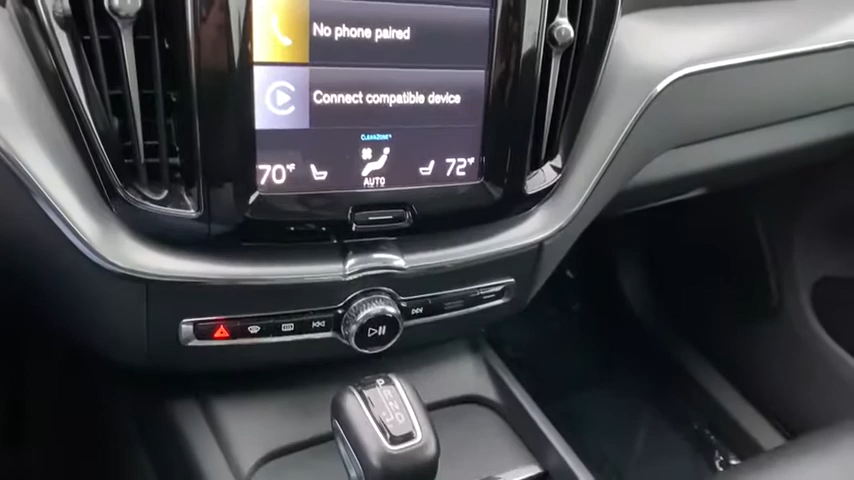 No phone paired
Connect compatible device
CLEANZONE
70°F
72°F
AUTO
P
R
N
D